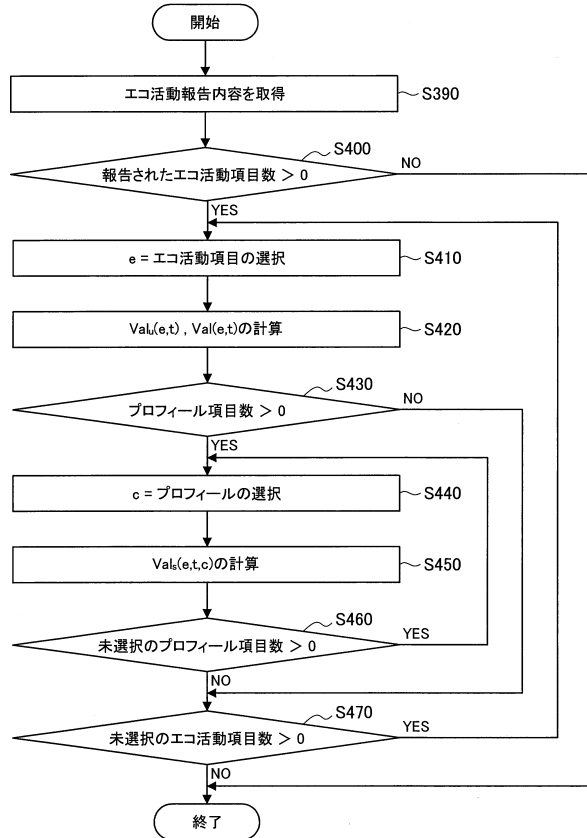 開始
エコ活動報告内容を取得
S390
S400
報告されたエコ活動項目数 > 0
NO
YES
e = エコ活動項目の選択
S410
Valu(e,t) , Val(e,t)の計算
S420
S430
プロフィール項目数 > 0
NO
YES
c = プロフィールの選択
S440
Vals(e,t,c)の計算
S450
S460
未選択のプロフィール項目数 > 0
YES
NO
S470
未選択のエコ活動項目数 > 0
YES
NO
終了